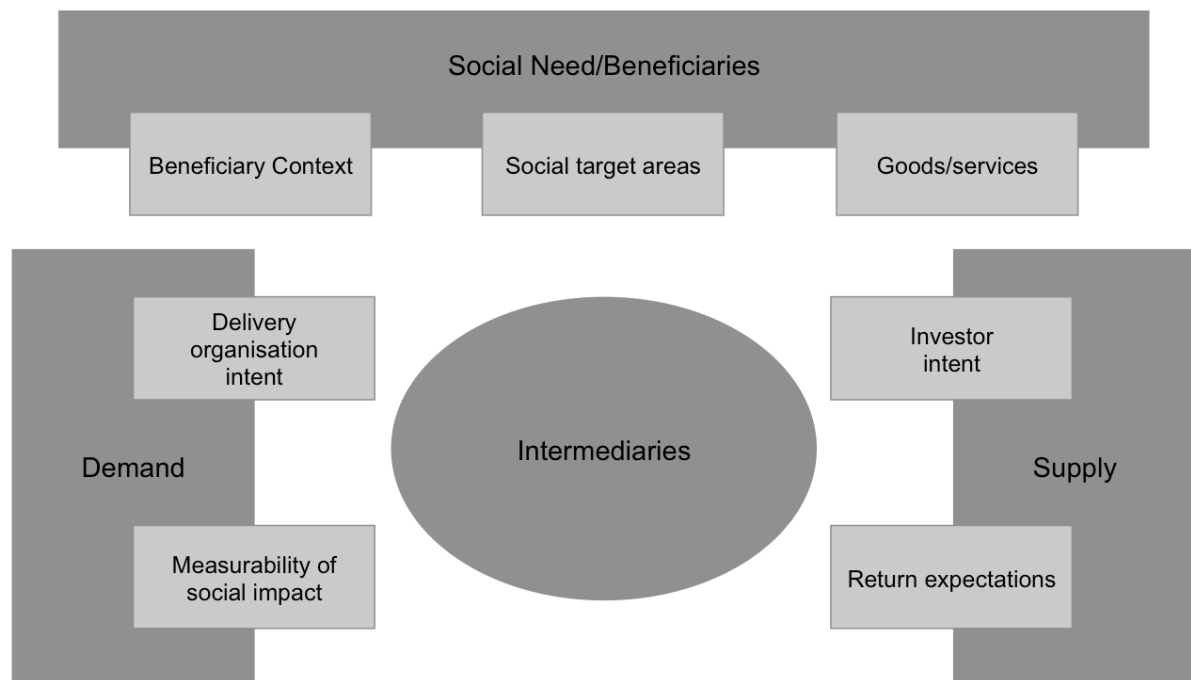 Social Need/Beneficiaries
Beneficiary Context
Social target areas
Goods/services
Delivery
organisation
intent
Investor
intent
Intermediaries
Demand
Supply
Measurability of
social impact
Return expectations